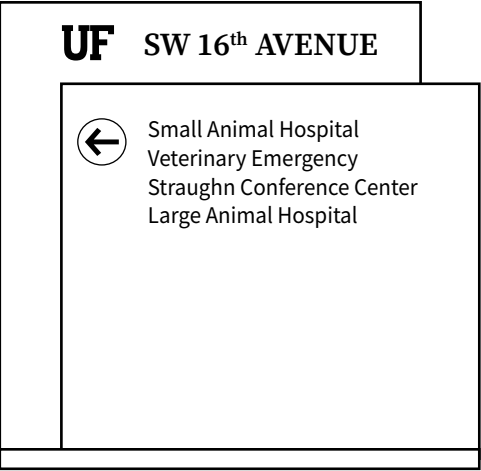 UF SW 16th AVENUE
Small Animal Hospital
Veterinary Emergency
Straughn Conference Center
Large Animal Hospital